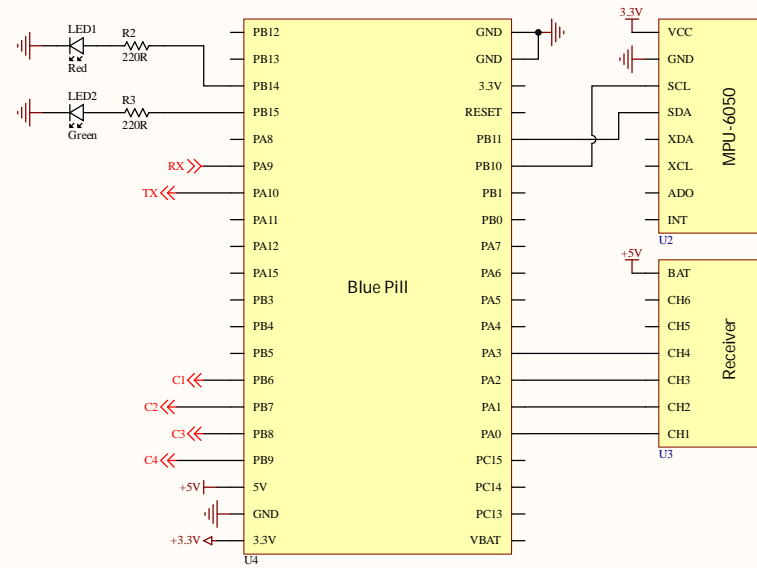 LED1
R2
Red
220R
LED2
R3
Green
220R
RX
TX
C1
C2
C3
C4
+5V
+3.3V
PB12
PB13
PB14
PB15
PA8
PA9
PA10
PA11
PA12
PA15
PB3
PB4
PB5
PB6
PB7
PB8
PB9
5V
GND
3.3V
Blue Pill
GND
GND
3.3V
RESET
PB11
PB10
PB1
PB0
PA7
PA6
PA5
PA4
PA3
PA2
PA1
PA0
PC15
PC14
PC13
VBAT
U4
3.3V
VCC
GND
SCL
SDA
XDA
XCL
ADO
INT
MPU-6050
U2
+5V
BAT
CH6
CH5
CH4
CH3
CH2
CH1
Receiver
U3